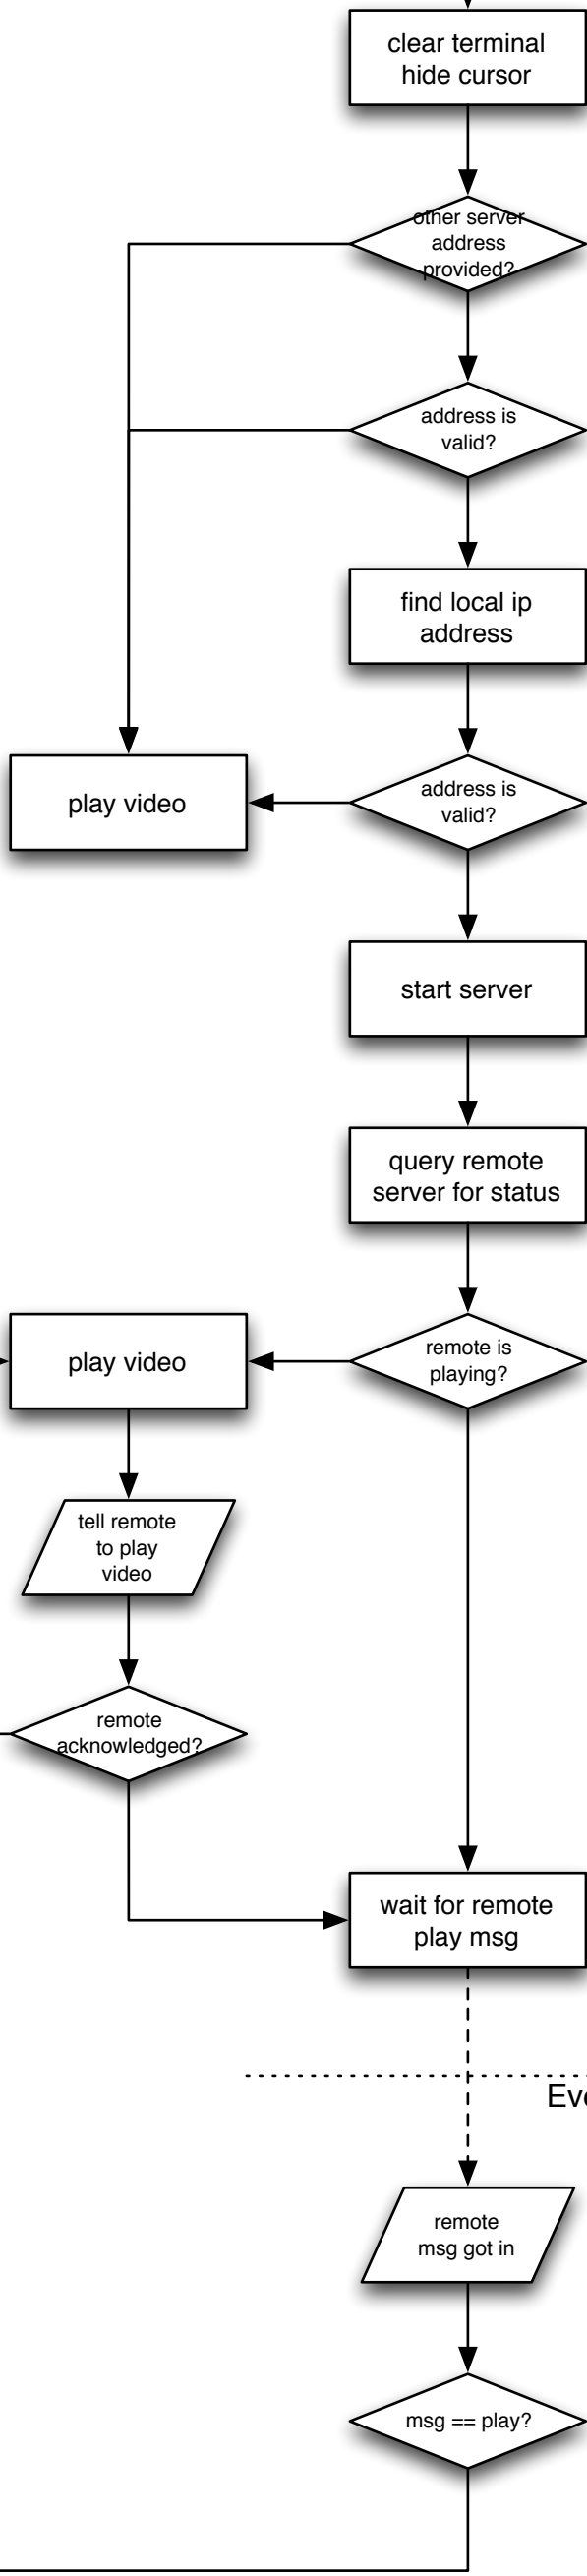 clear terminal
hide cursor
other server
address
provided?
address is
valid?
find local ip
address
play video
address is
valid?
start server
query remote
server for status
play video
remote is
playing?
tell remote
to play
video
remote
acknowledged?
wait for remote
play msg
remote
msg got in
msg == play?